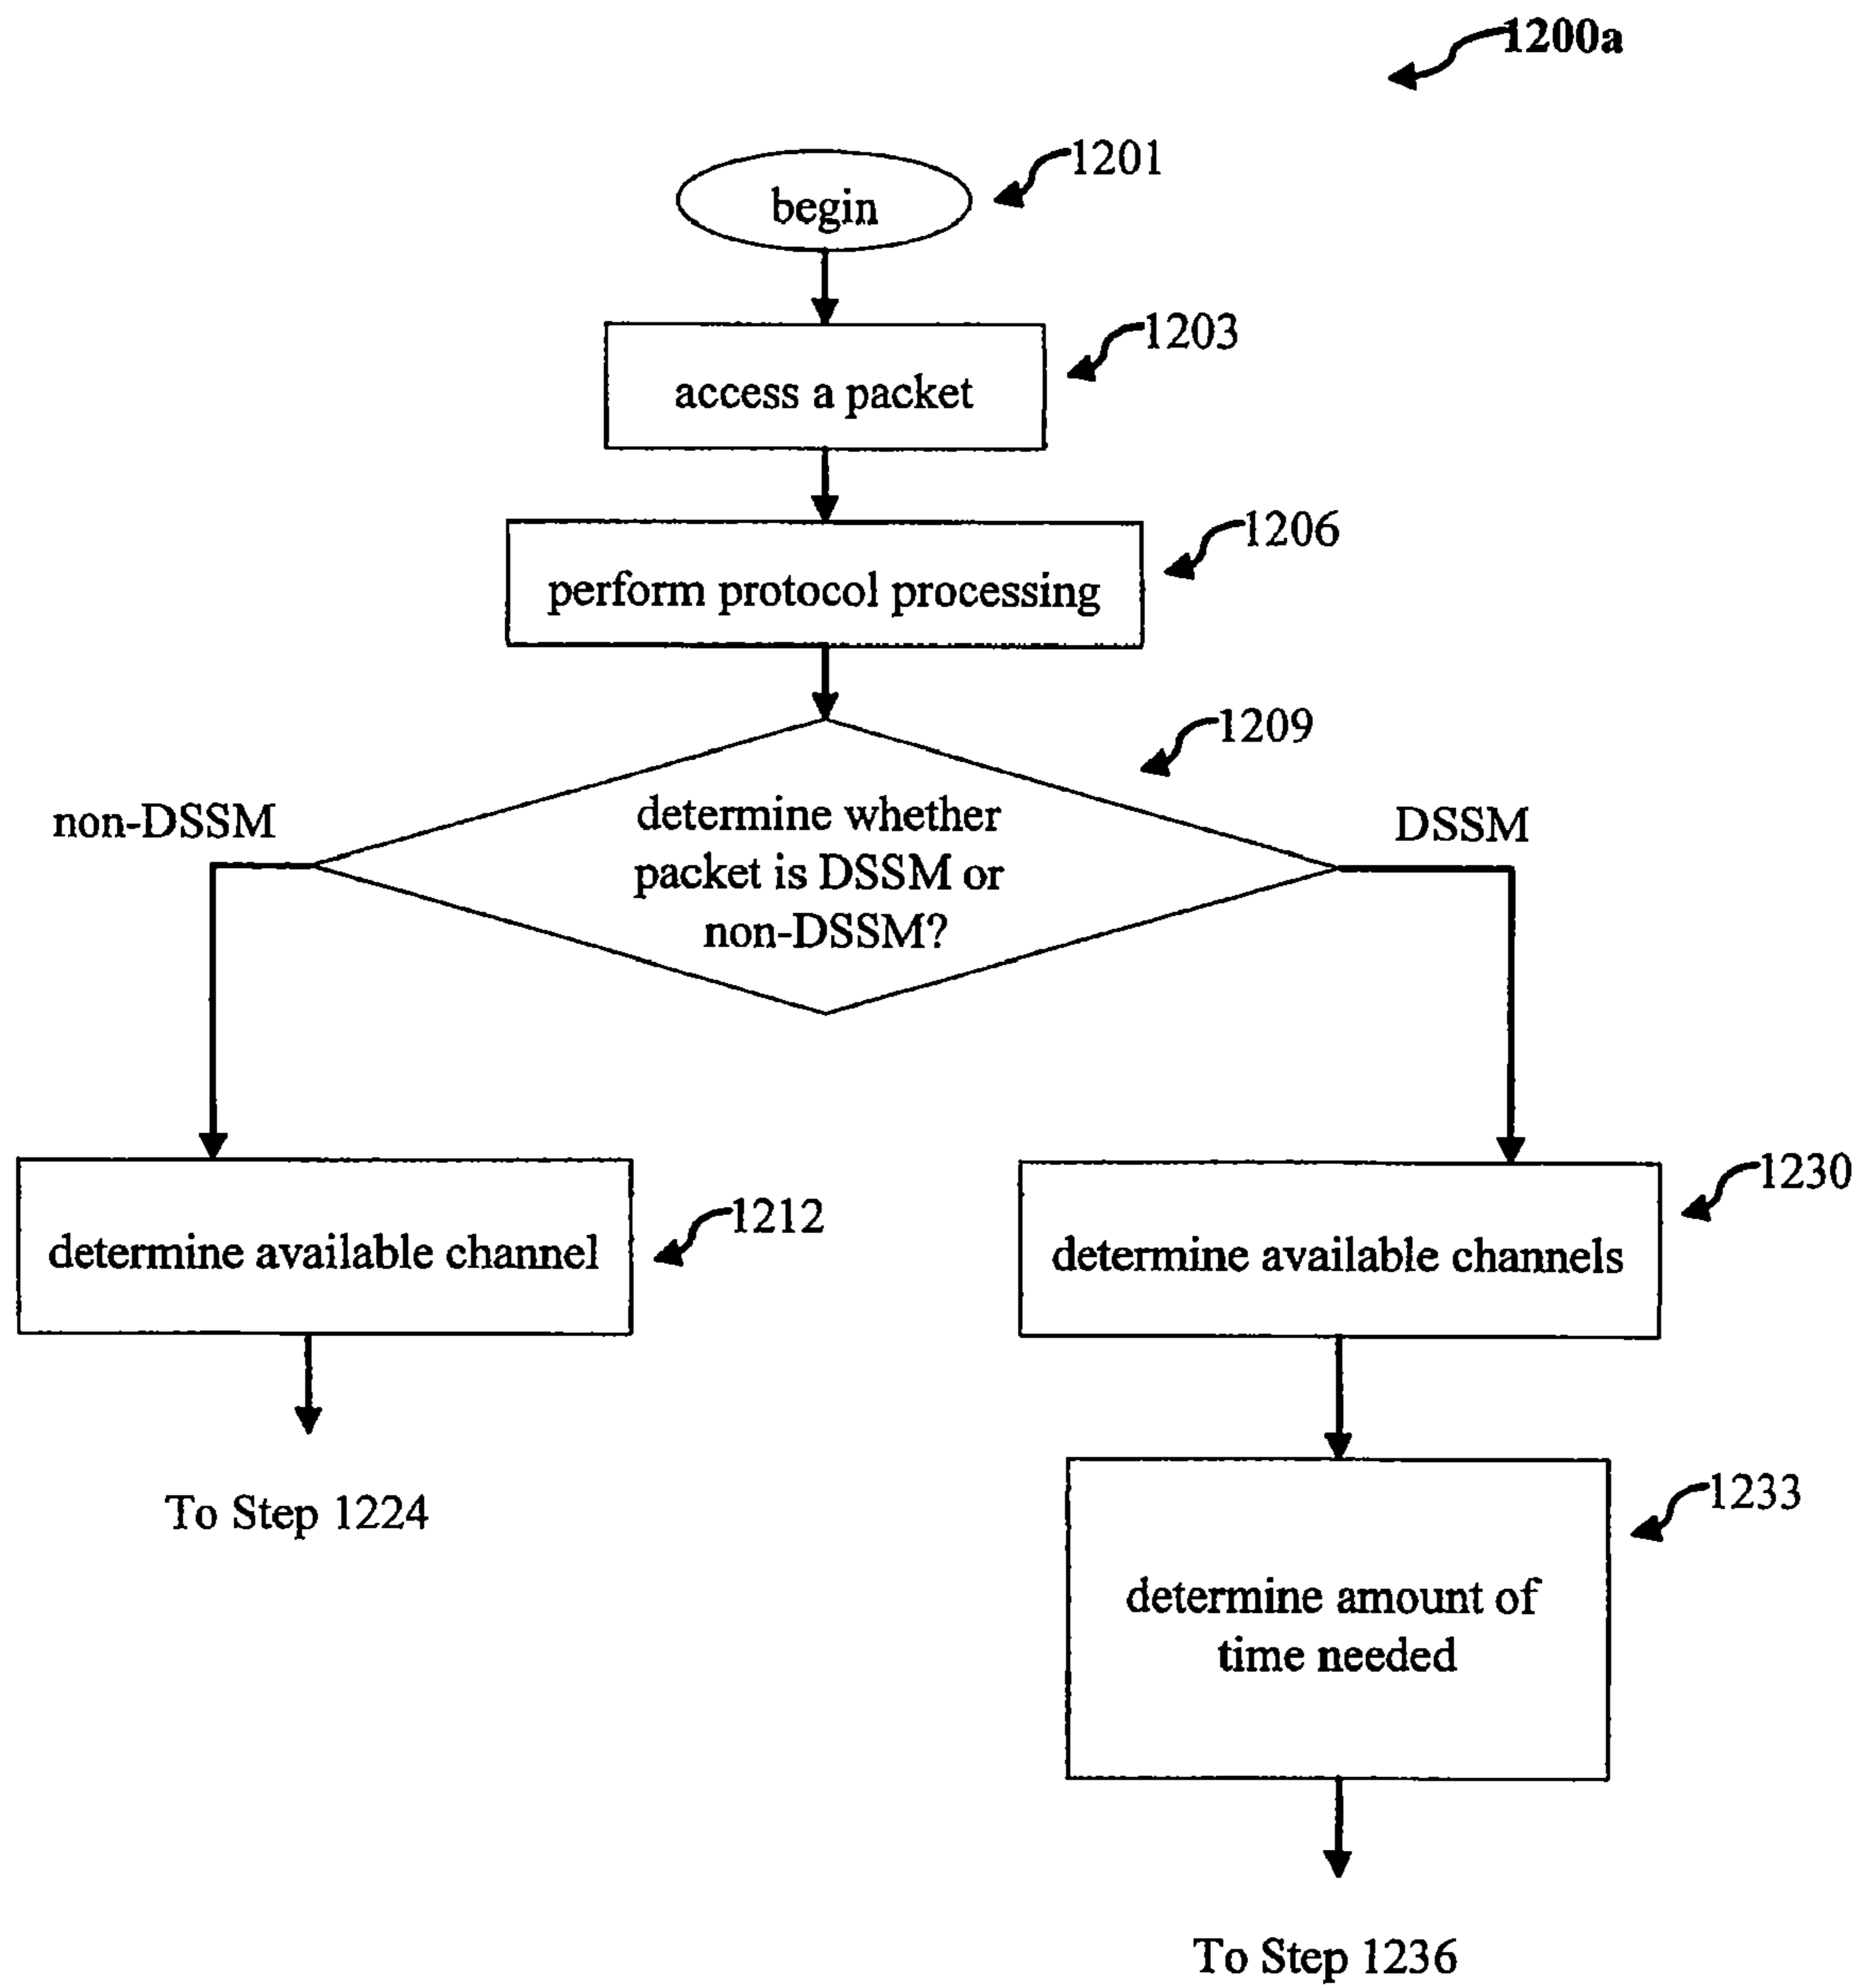 1200a
1201
begin
1203
access a packet
1206
perform protocol processing
1209
non-DSSM
DSSM
determine whether
packet is DSSM or
non-DSSM?
1230
1212
determine available channel
determine available channels
1233
To Step 1224
determine amount of
time needed
To Step 1236